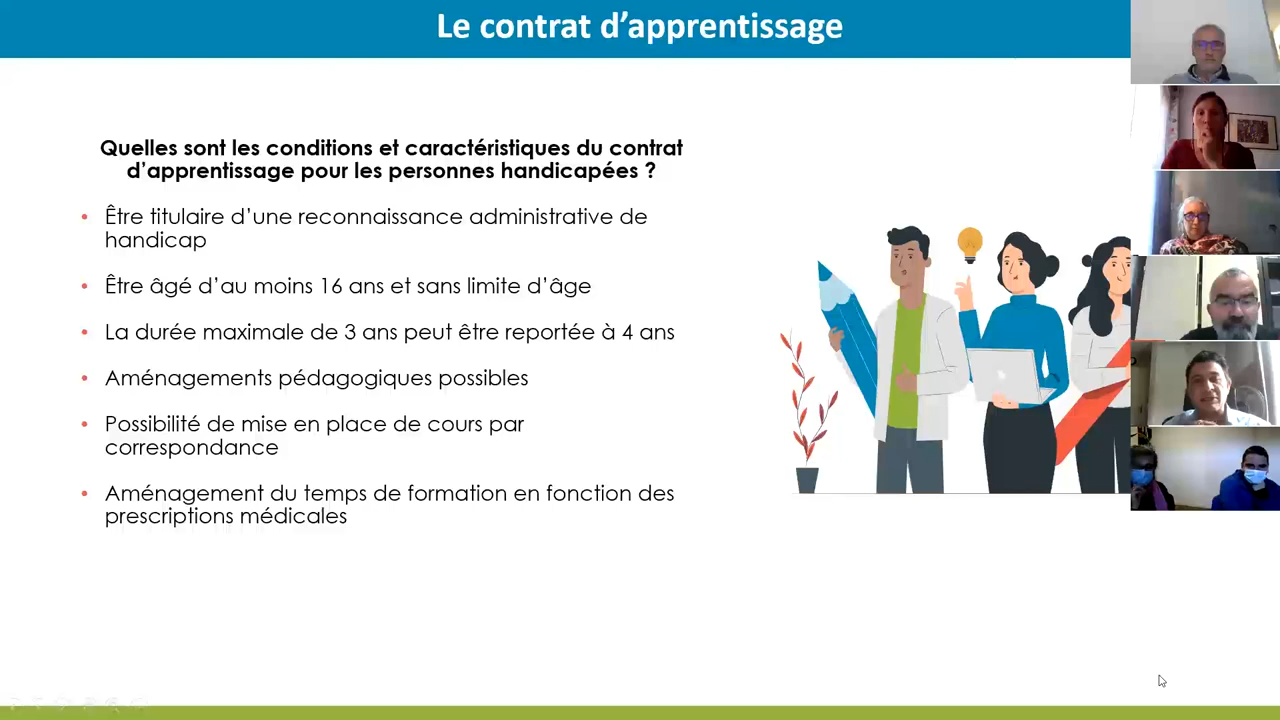 Le contrat d'apprentissage
Quelles sont les conditions et caractéristiques du contrat
d'apprentissage pour les personnes handicapées ?
• Être titulaire d'une reconnaissance administrative de
handicap
• Être âgé d'au moins 16 ans et sans limite d'âge
• La durée maximale de 3 ans peut être reportée à 4 ans
• Aménagements pédagogiques possibles
• Possibilité de mise en place de cours par
correspondance
• Aménagement du temps de formation en fonction des
prescriptions médicales